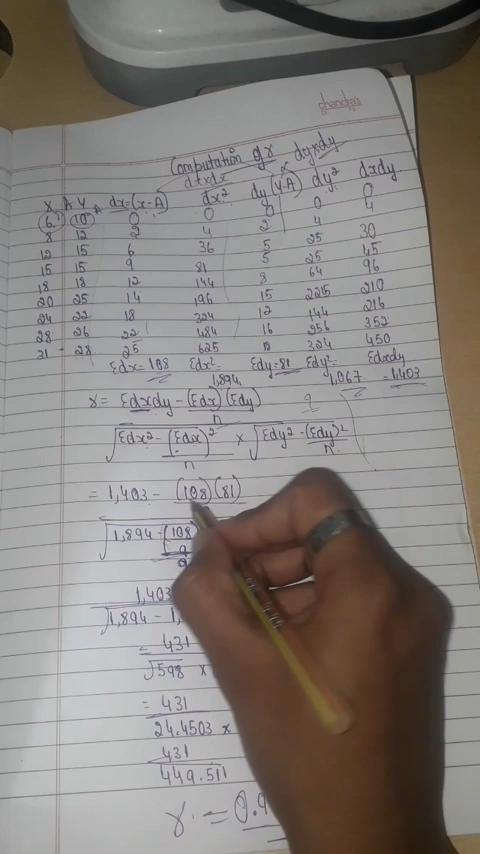 chandra's
Computation of r
dx×dx dy×dy
X A Y A dx=(x-A) dx² dy (y-A) dy² dxdy
6 10 0 0 0 0 0
8 12 2 4 2 4 4
12 15 6 36 5 25 30
15 15 9 81 5 25 45
18 18 12 144 8 64 96
20 25 14 196 15 225 210
24 22 18 324 12 144 216
28 26 22 484 16 256 352
31 - 28 25 625 324 450
Σdx=108 Σdx²= 1,894 Σdy=81 Σdy²= 1,067 Σdxdy =1,403
r = Σdxdy - (Σdx)(Σdy)
n 9
√Σdx² - (Σdx)² × √Σdy² - (Σdy)²
n n
= 1,403 - (108)(81)
√1,894 - (108
9
1,403
√1,894 - 1,
= 431
√598 ×
= 431
24.4503 ×
431
449.511
r = 0.9